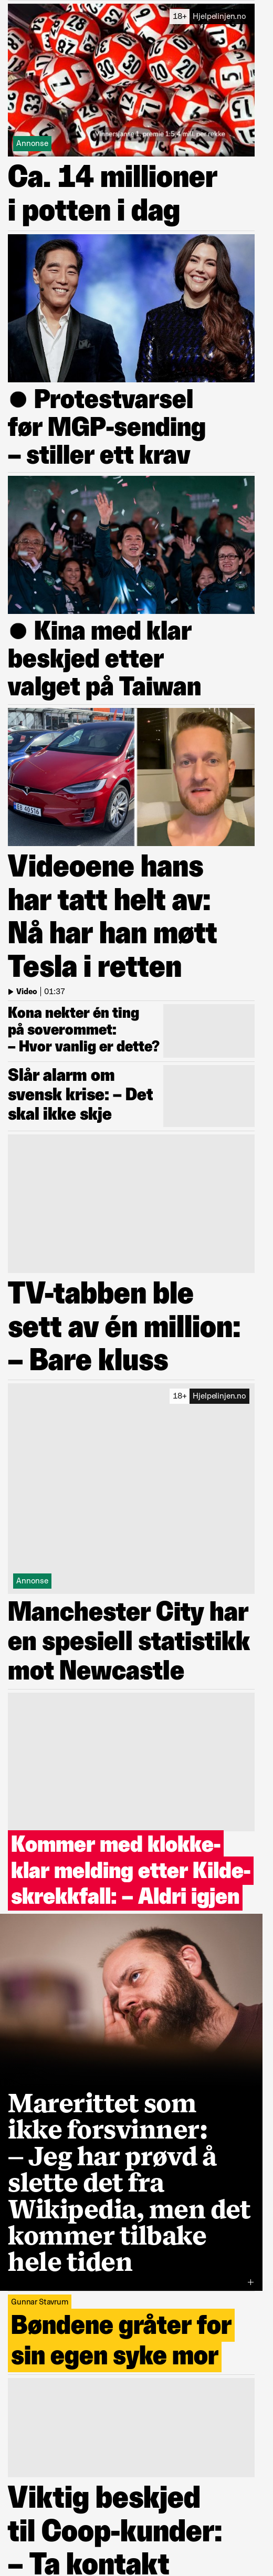 18+ Hjelpelinjen.no
Vinnersjanse 1. premie 1:5,4 mill. per rekke
Annonse
Ca. 14 millioner
i potten i dag
● Protestvarsel
før MGP-sending
– stiller ett krav
● Kina med klar
beskjed etter
valget på Taiwan
Videoene hans
har tatt helt av:
Nå har han møtt
Tesla i retten
Video | 01:37
Kona nekter én ting
på soverommet:
– Hvor vanlig er dette?
Slår alarm om
svensk krise: – Det
skal ikke skje
TV-tabben ble
sett av én million:
– Bare kluss
18+ Hjelpelinjen.no
Annonse
Manchester City har
en spesiell statistikk
mot Newcastle
Kommer med klokke-
klar melding etter Kilde-
skrekkfall: – Aldri igjen
Marerittet som
ikke forsvinner:
– Jeg har prøvd å
slette det fra
Wikipedia, men det
kommer tilbake
hele tiden
+
Gunnar Stavrum
Bøndene gråter for
sin egen syke mor
Viktig beskjed
til Coop-kunder:
– Ta kontakt